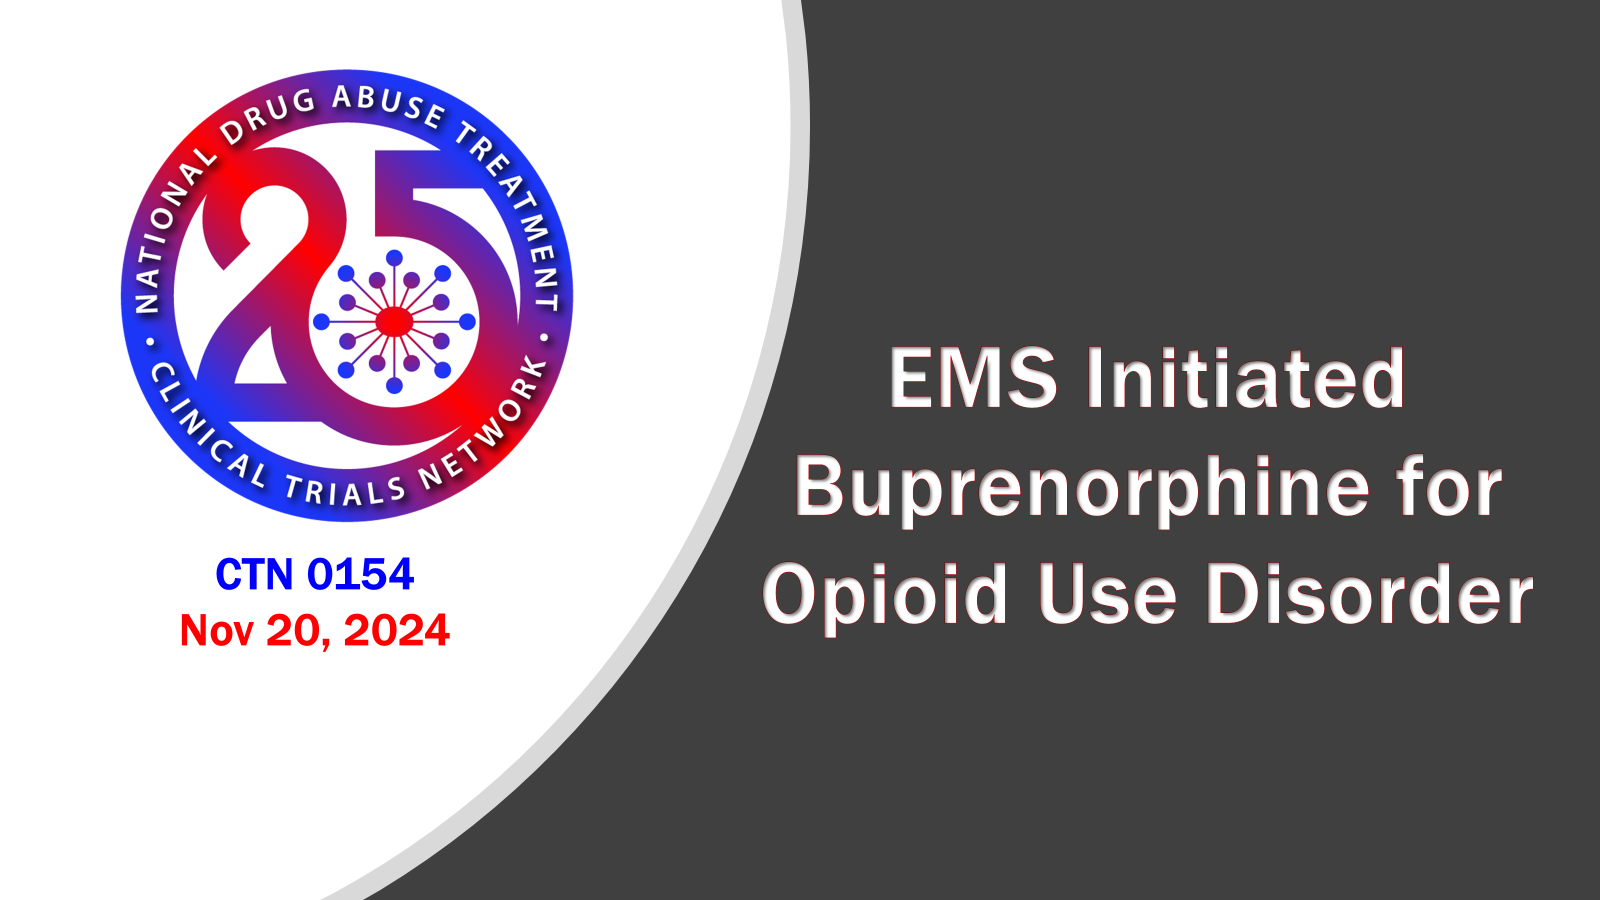 NATIONAL DRUG ABUSE TREATMENT
25
• CLINICAL TRIALS NETWORK •
CTN 0154
Nov 20, 2024
EMS Initiated
Buprenorphine for
Opioid Use Disorder